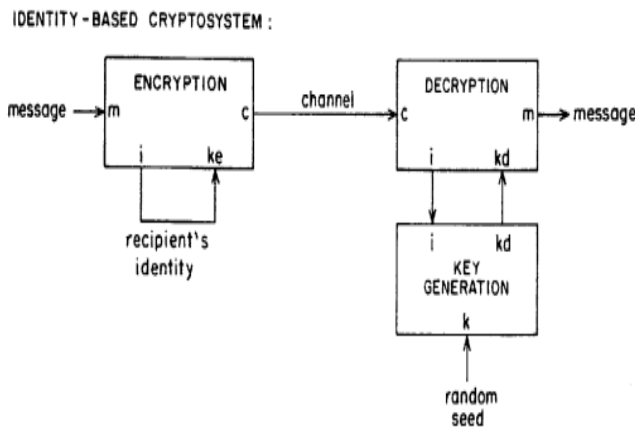 IDENTITY-BASED CRYPTOSYSTEM:
ENCRYPTION
message
m
c
i
ke
recipient's
identity
channel
DECRYPTION
c
m
message
i
kd
i
kd
KEY
GENERATION
k
random
seed